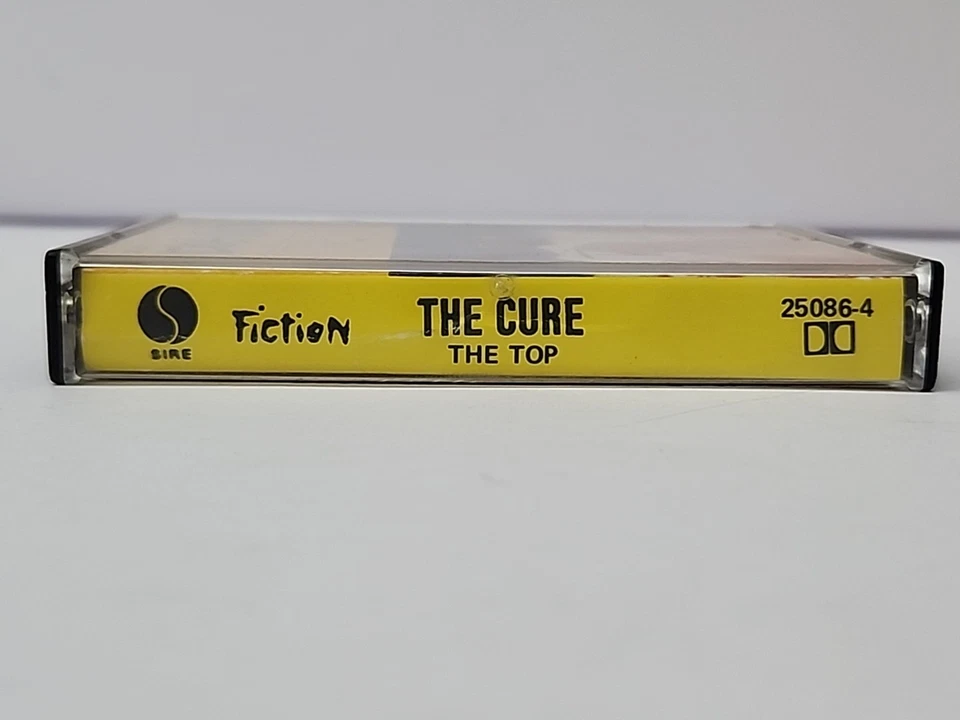 SIRE
Fiction
THE CURE
THE TOP
25086-4